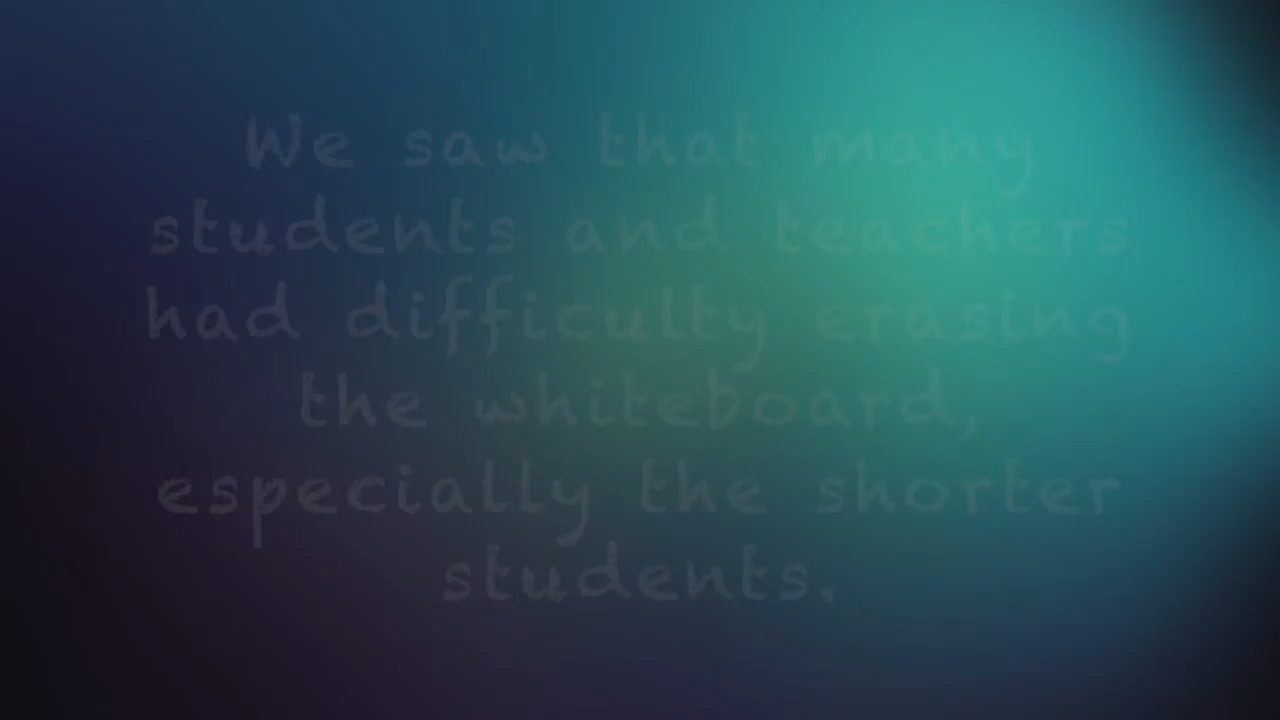 We saw that many
students and teachers
had difficulty erasing
the whiteboard,
especially the shorter
students.